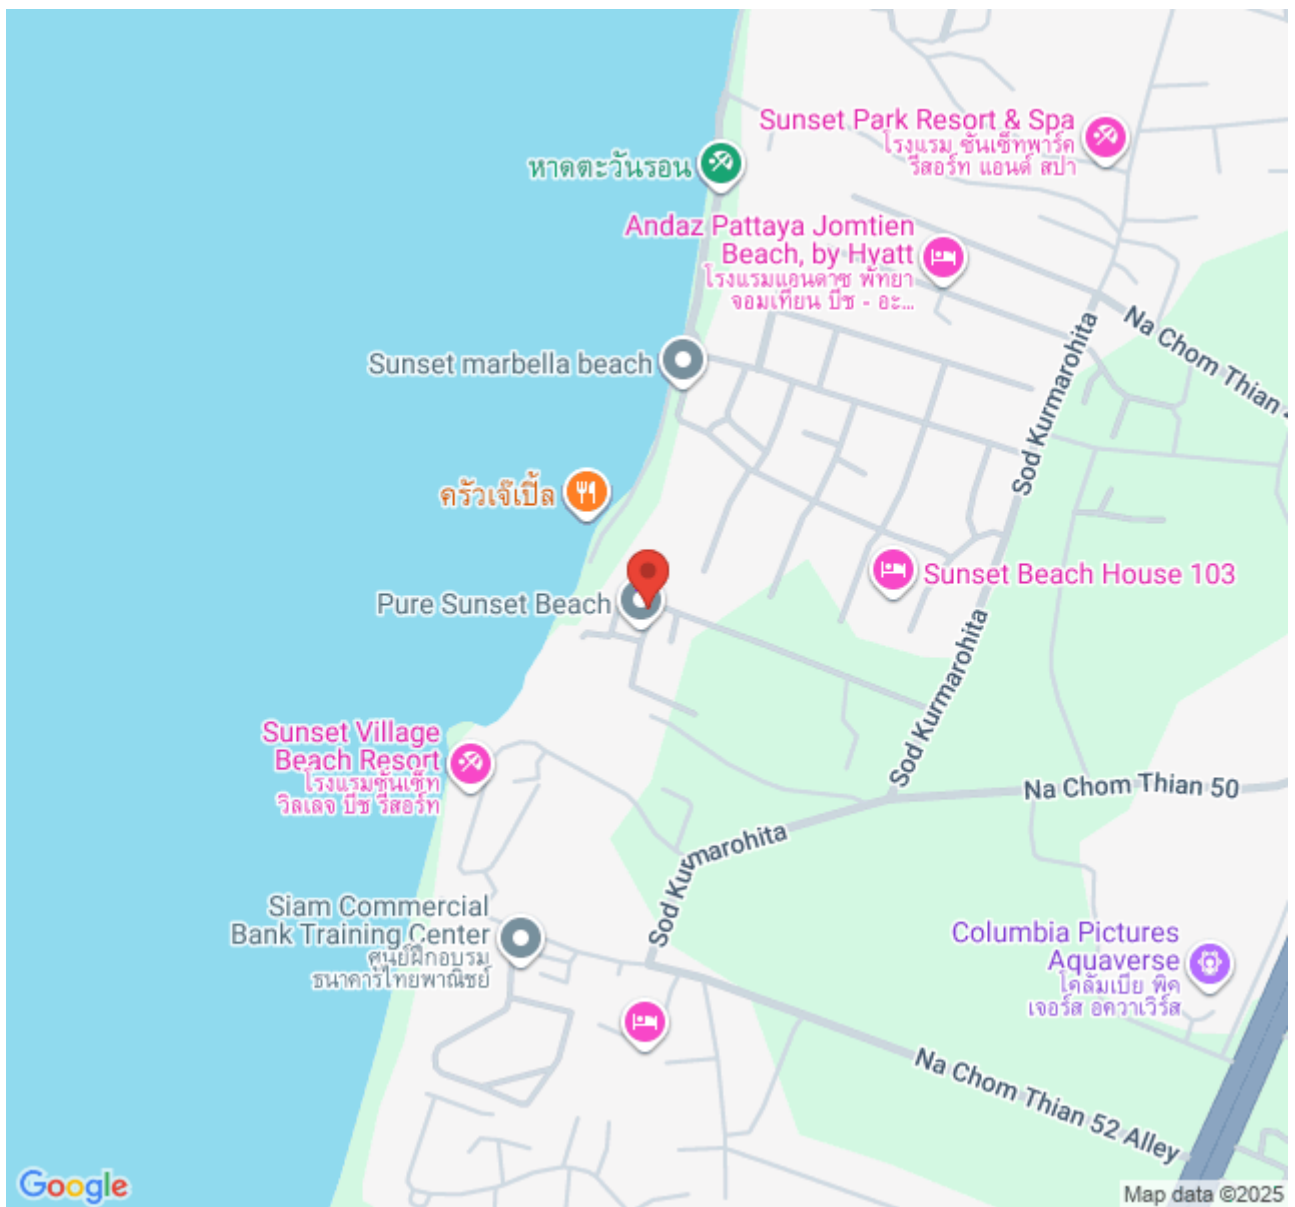 Sunset Park Resort & Spa
โรงแรม ซันเซ็ทพาร์ค
รีสอร์ท แอนด์ สปา
หาดตะวันรอน
Andaz Pattaya Jomtien
Beach, by Hyatt
โรงแรมแอนดาซ พัทยา
จอมเทียน บีช - อะ...
Na Chom Thian 4
Sod Kurmarohita
Sunset marbella beach
ครัวเจ๊เปิ้ล
Sunset Beach House 103
Pure Sunset Beach
Sod Kurmarohita
Sunset Village
Beach Resort
โรงแรมซันเซ็ท
วิลเลจ บีช รีสอร์ท
Na Chom Thian 50
Sod Kurmarohita
Siam Commercial
Bank Training Center
ศูนย์ฝึกอบรม
ธนาคารไทยพาณิชย์
Columbia Pictures
Aquaverse
โคลัมเบีย พิค
เจอร์ส อควาเวิร์ส
Na Chom Thian 52 Alley
Google
Map data ©2025